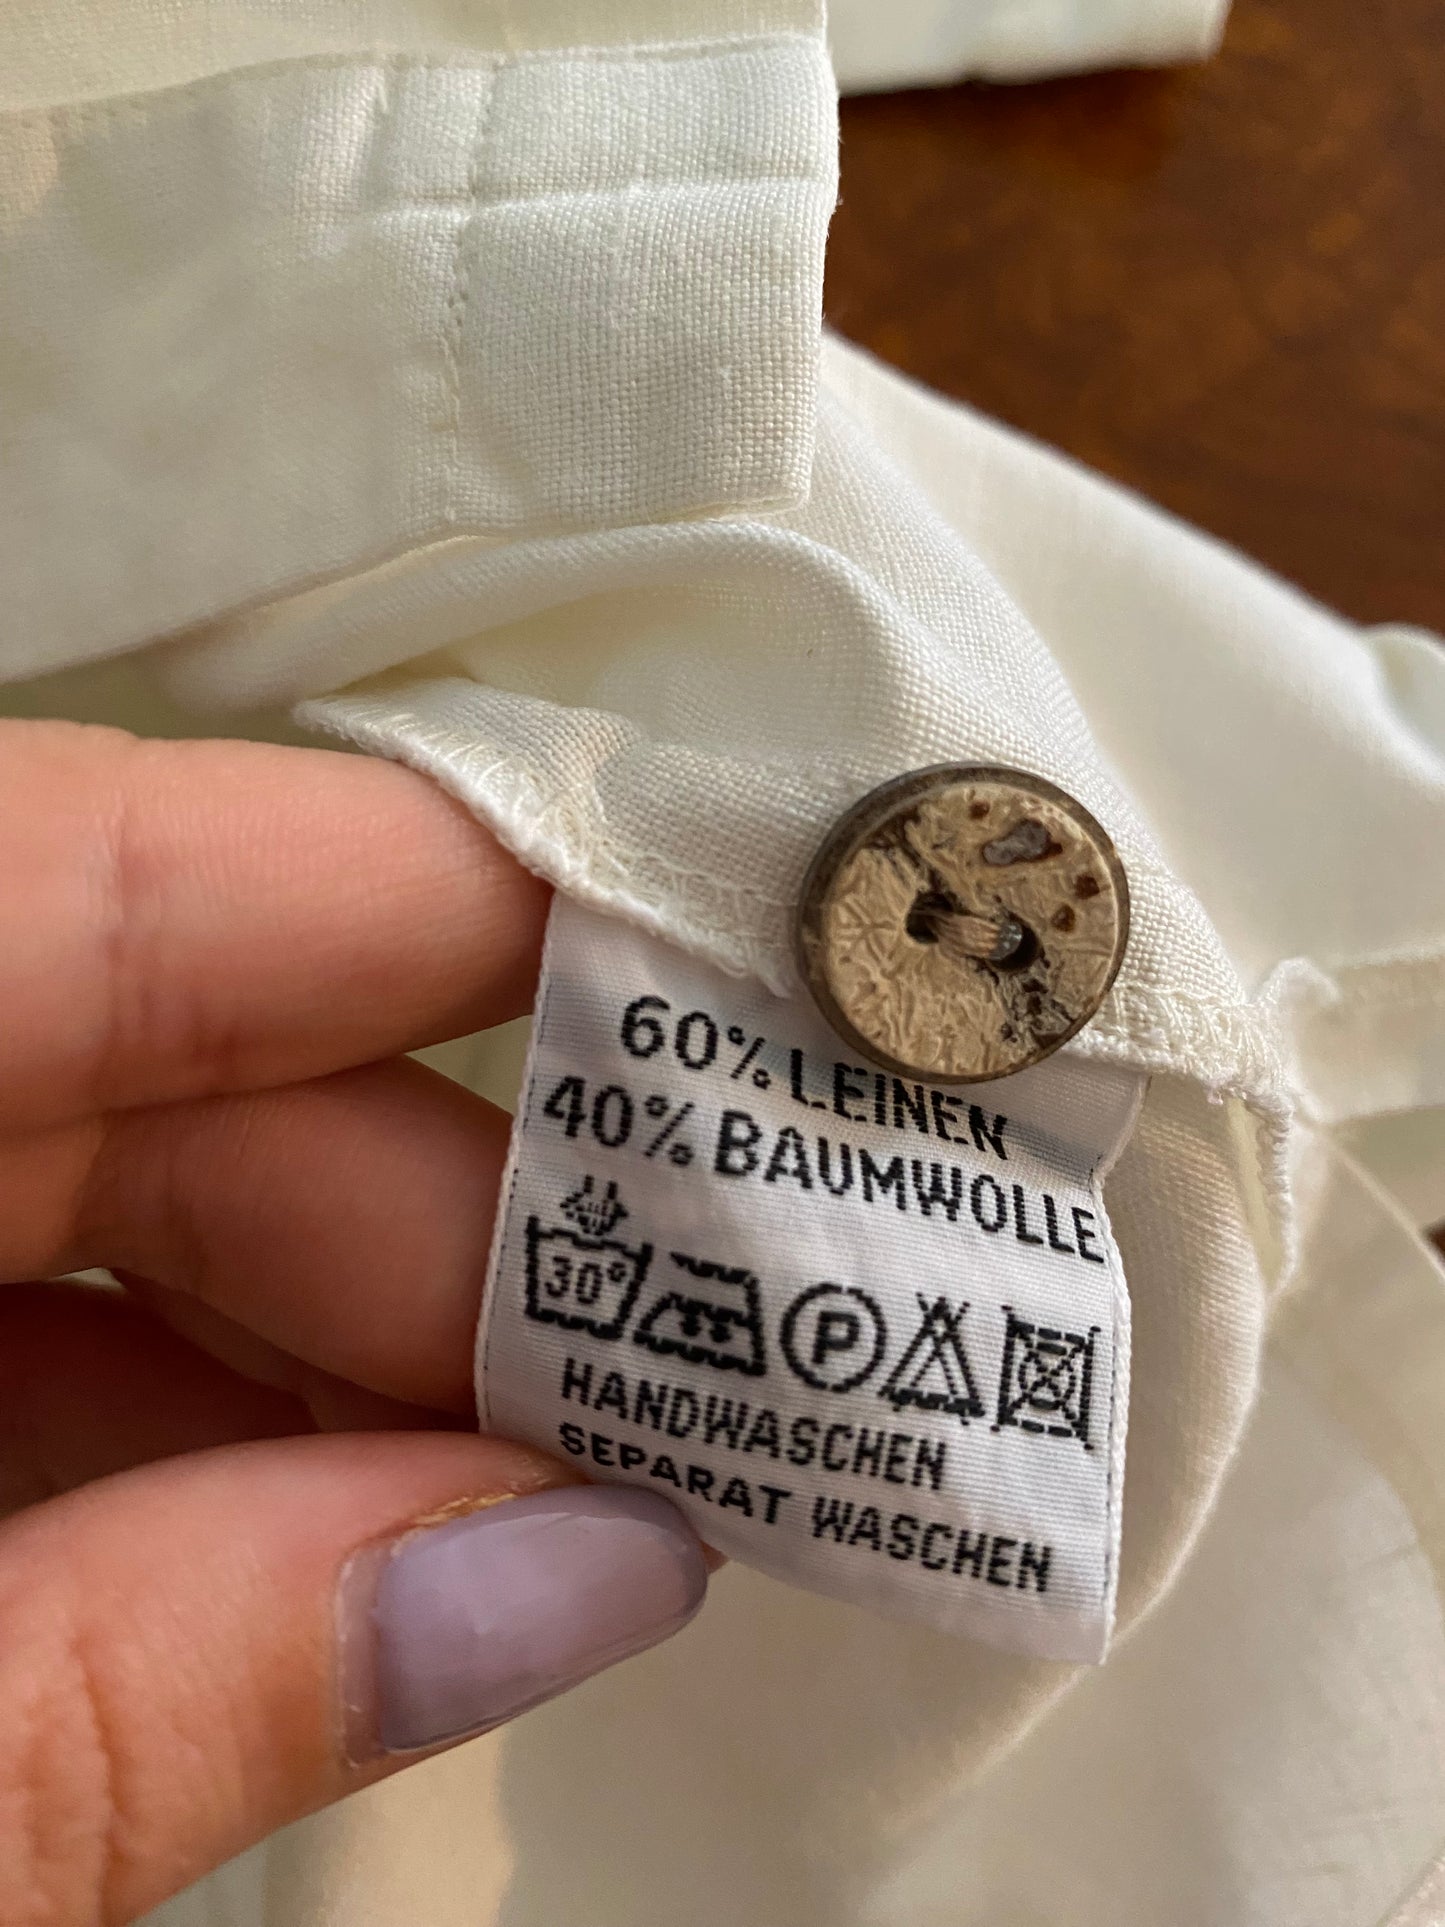 60% LEINEN
40% BAUMWOLLE
30° P
HANDWASCHEN
SEPARAT WASCHEN